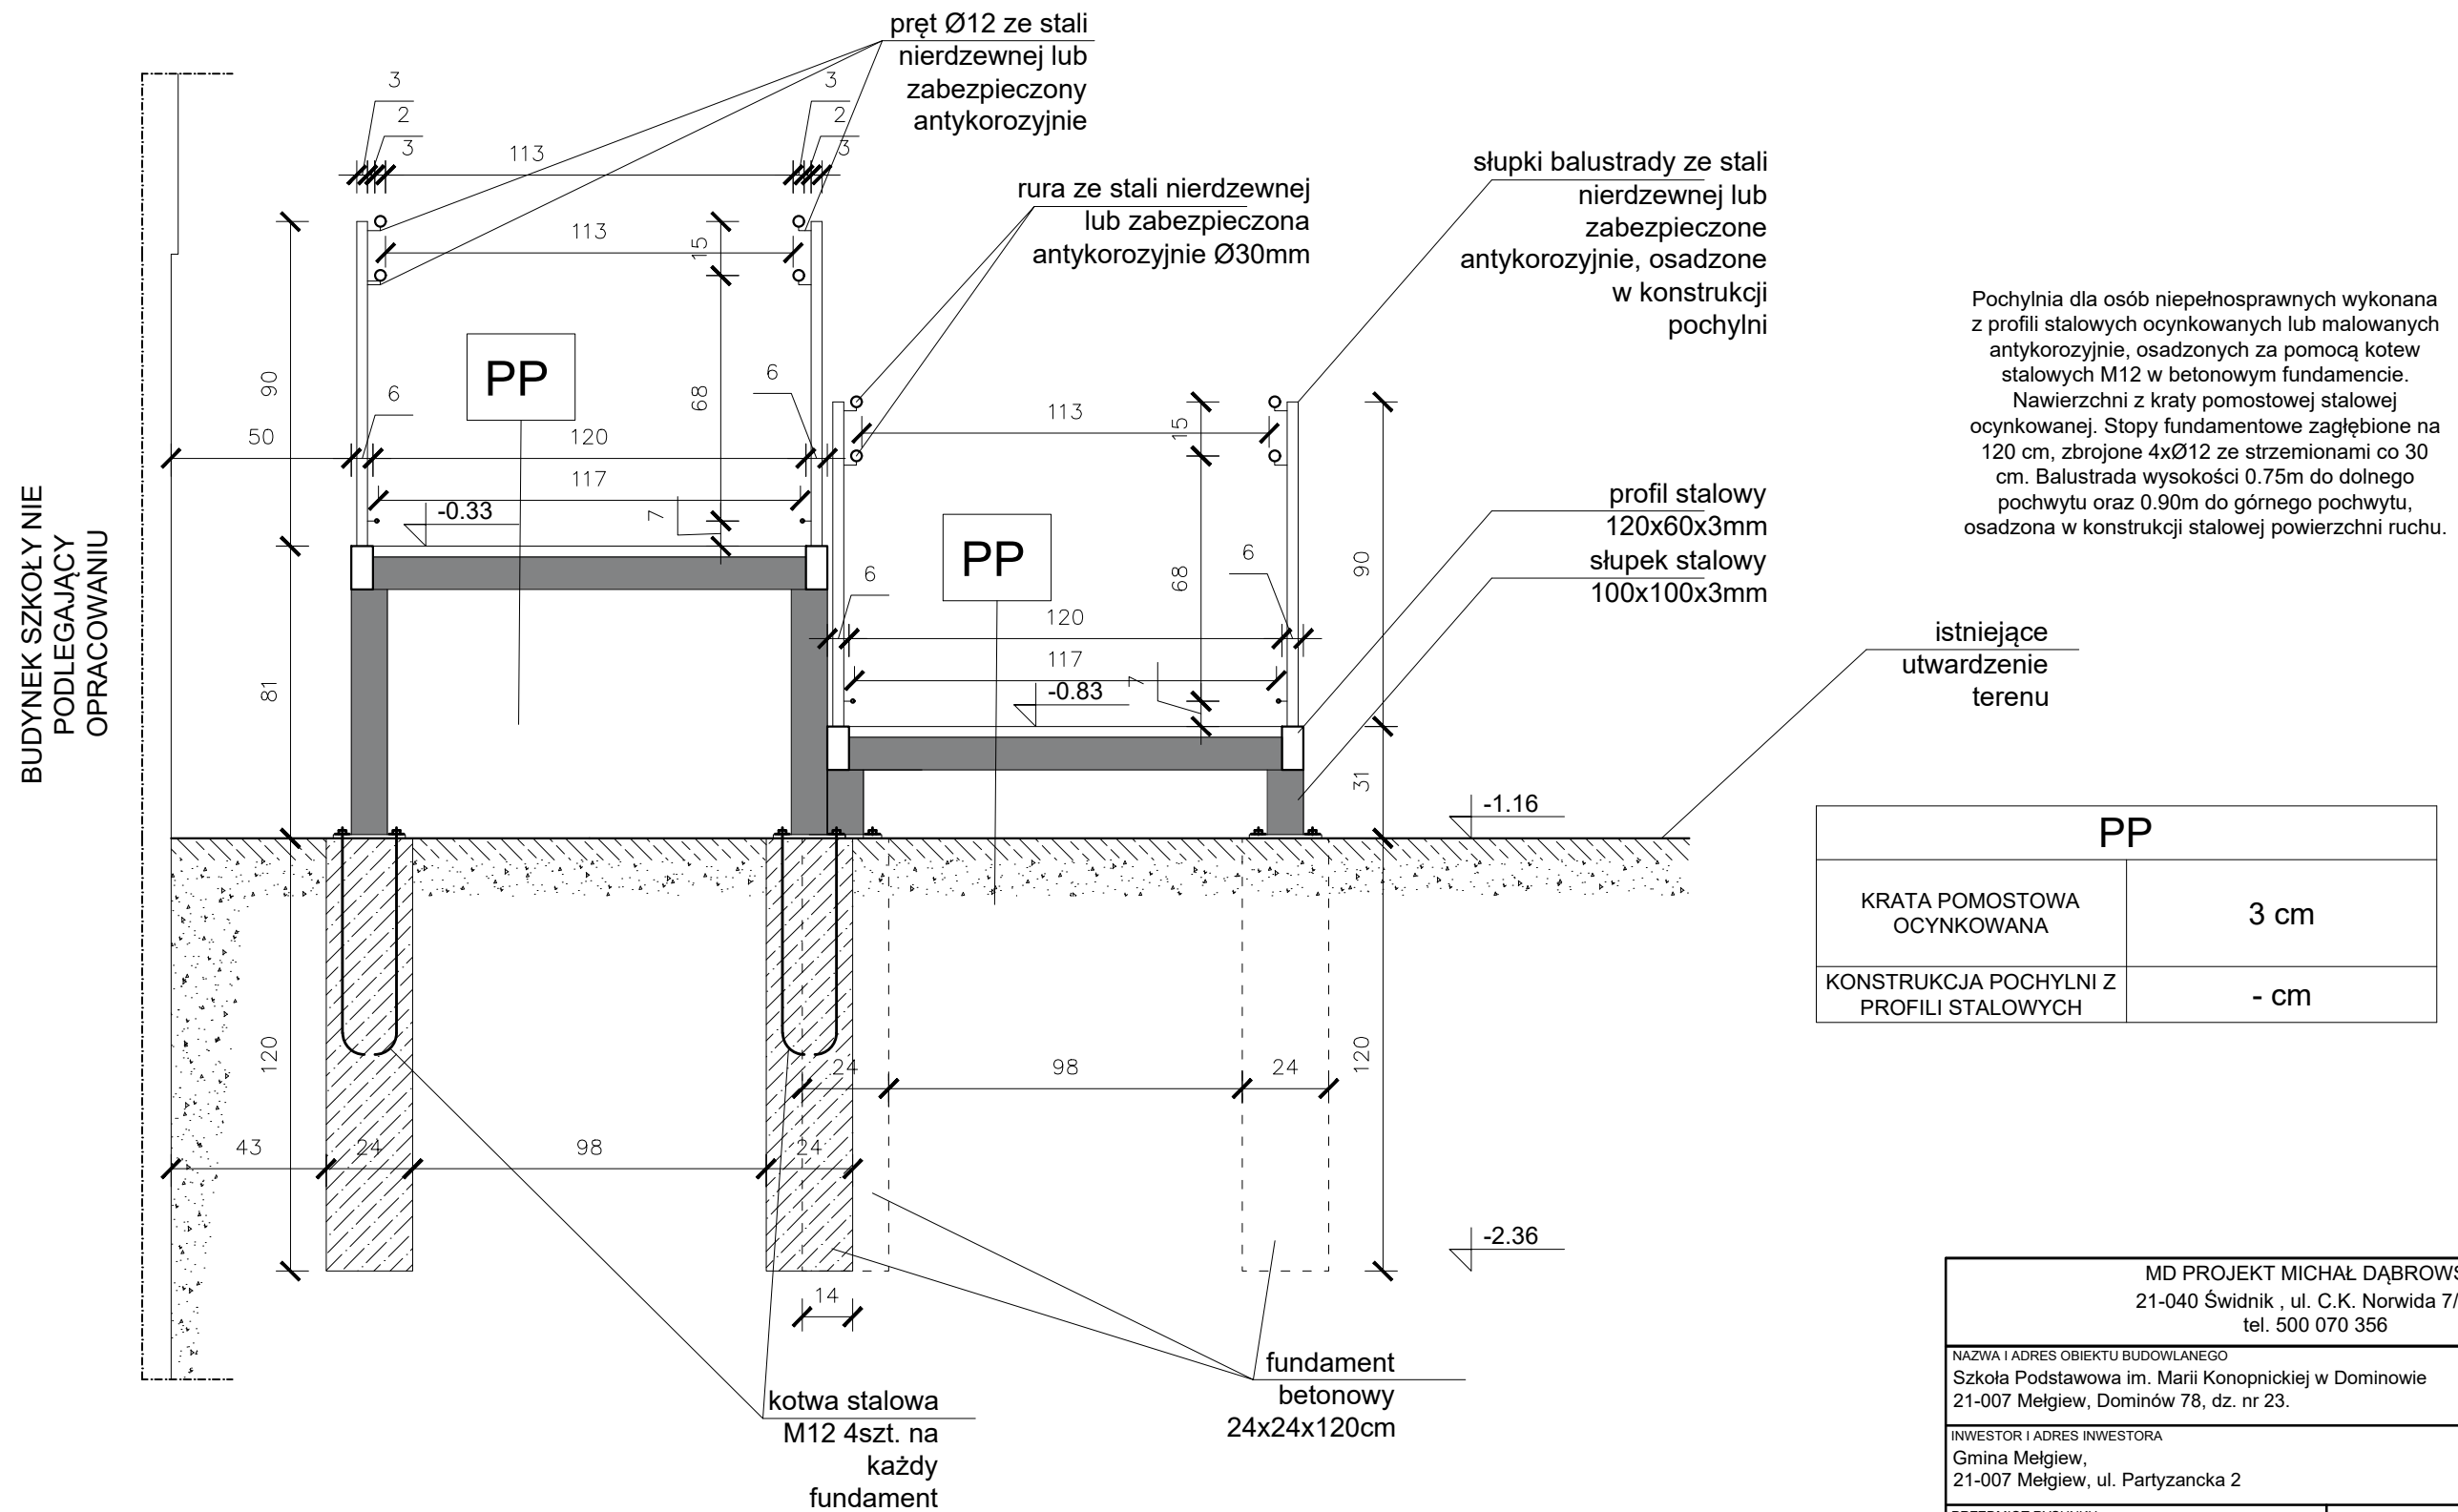 pręt Ø12 ze stali
nierdzewnej lub
zabezpieczony
antykorozyjnie
3
2
3
113
3
2
3
113
15
rura ze stali nierdzewnej
lub zabezpieczona
antykorozyjnie Ø30mm
słupki balustrady ze stali
nierdzewnej lub
zabezpieczone
antykorozyjnie, osadzone
w konstrukcji
pochylni
Pochylnia dla osób niepełnosprawnych wykonana
z profili stalowych ocynkowanych lub malowanych
antykorozyjnie, osadzonych za pomocą kotew
stalowych M12 w betonowym fundamencie.
Nawierzchni z kraty pomostowej stalowej
ocynkowanej. Stopy fundamentowe zagłębione na
120 cm, zbrojone 4xØ12 ze strzemionami co 30
cm. Balustrada wysokości 0.75m do dolnego
pochwytu oraz 0.90m do górnego pochwytu,
osadzona w konstrukcji stalowej powierzchni ruchu.
BUDYNEK SZKOŁY NIE
PODLEGAJĄCY
OPRACOWANIU
90
PP
68
6
6
50
120
117
-0.33
7
81
113
15
PP
68
90
6
6
120
117
-0.83
7
31
profil stalowy
120x60x3mm
słupek stalowy
100x100x3mm
istniejące
utwardzenie
terenu
-1.16
PP
KRATA POMOSTOWA
OCYNKOWANA
3 cm
KONSTRUKCJA POCHYLNI Z
PROFILI STALOWYCH
- cm
120
24
98
24
120
43
24
98
24
14
-2.36
kotwa stalowa
M12 4szt. na
każdy
fundament
fundament
betonowy
24x24x120cm
MD PROJEKT MICHAŁ DĄBROWS
21-040 Świdnik , ul. C.K. Norwida 7/
tel. 500 070 356
NAZWA I ADRES OBIEKTU BUDOWLANEGO
Szkoła Podstawowa im. Marii Konopnickiej w Dominowie
21-007 Mełgiew, Dominów 78, dz. nr 23.
INWESTOR I ADRES INWESTORA
Gmina Mełgiew,
21-007 Mełgiew, ul. Partyzancka 2